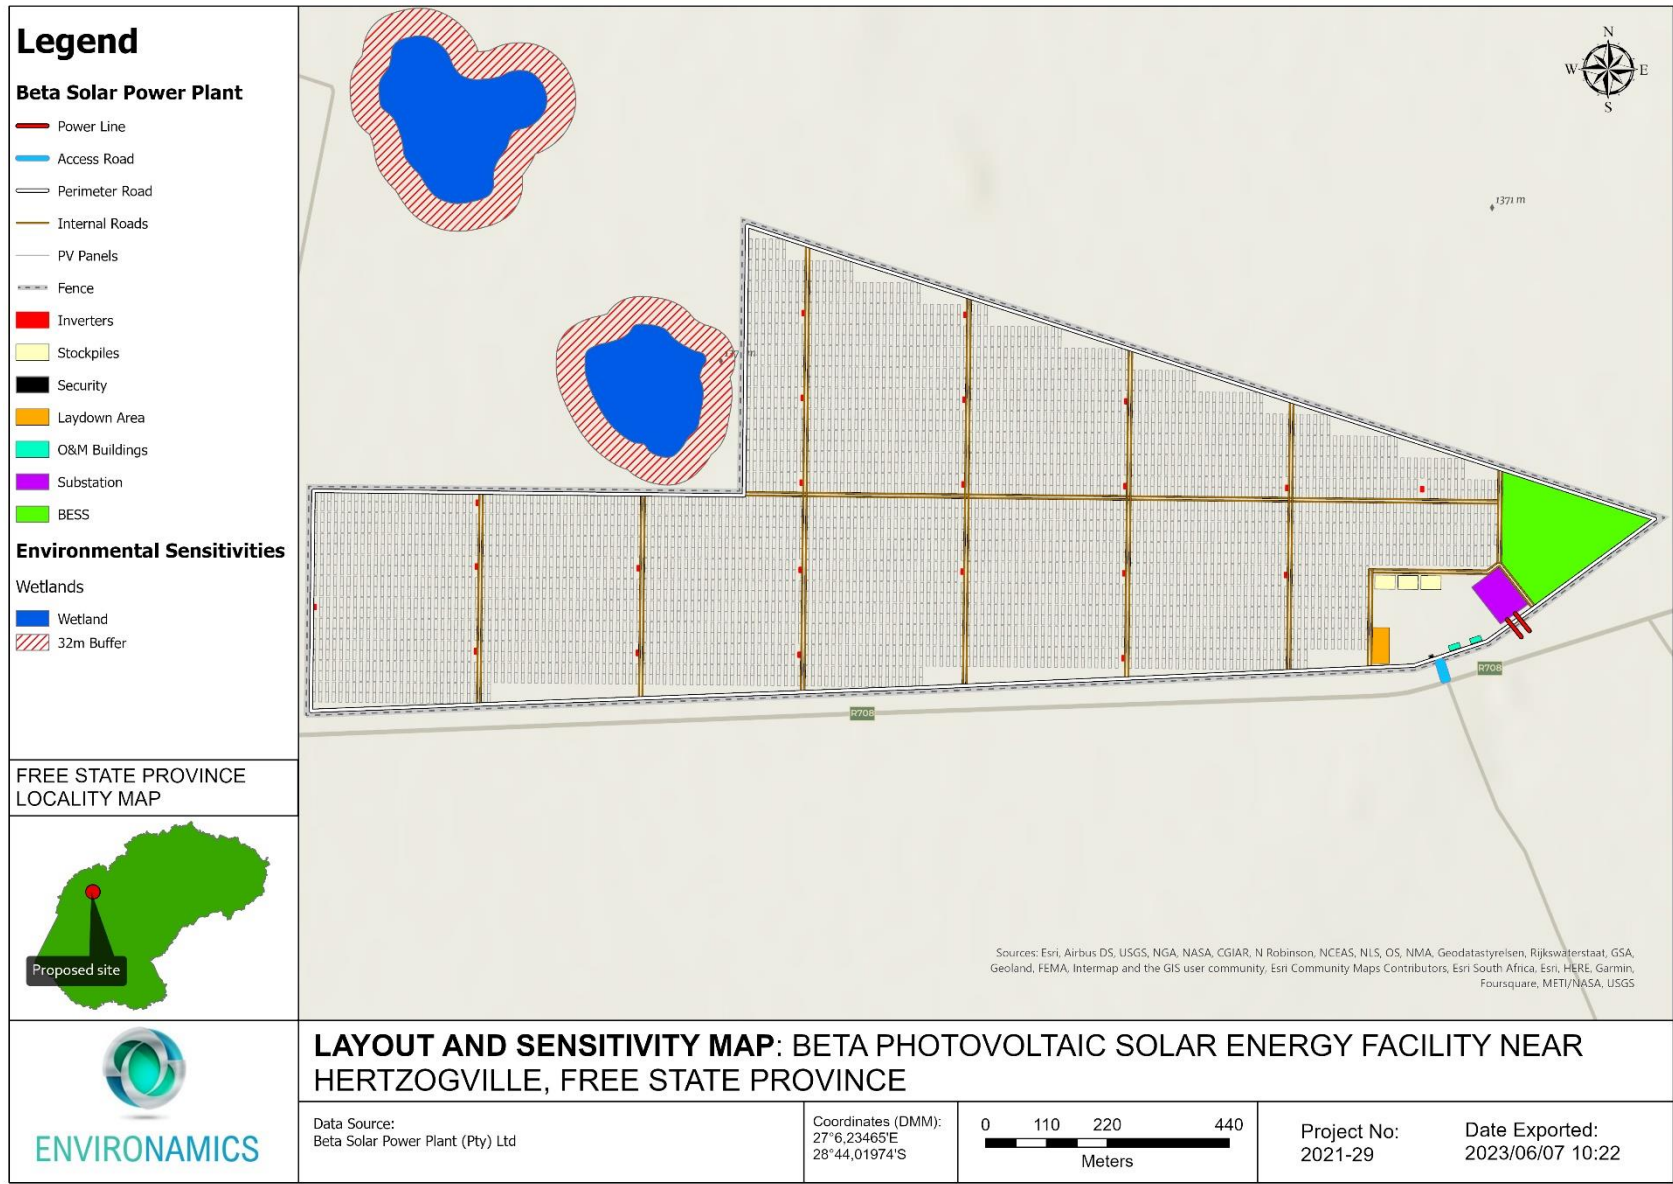 Legend
Beta Solar Power Plant
Power Line
Access Road
Perimeter Road
Internal Roads
PV Panels
Fence
Inverters
Stockpiles
Security
Laydown Area
O&M Buildings
Substation
BESS
Environmental Sensitivities
Wetlands
Wetland
32m Buffer
FREE STATE PROVINCE
LOCALITY MAP
Proposed site
ENVIRONAMICS
N
W E
S
1371 m
R708
R708
Sources: Esri, Airbus DS, USGS, NGA, NASA, CGIAR, N Robinson, NCEAS, NLS, OS, NMA, Geodatastyrelsen, Rijkswaterstaat, GSA,
Geoland, FEMA, Intermap and the GIS user community, Esri Community Maps Contributors, Esri South Africa, Esri, HERE, Garmin,
Foursquare, METI/NASA, USGS
LAYOUT AND SENSITIVITY MAP: BETA PHOTOVOLTAIC SOLAR ENERGY FACILITY NEAR
HERTZOGVILLE, FREE STATE PROVINCE
Data Source:
Beta Solar Power Plant (Pty) Ltd
Coordinates (DMM):
27°6,23465'E
28°44,01974'S
0 110 220 440
Meters
Project No:
2021-29
Date Exported:
2023/06/07 10:22